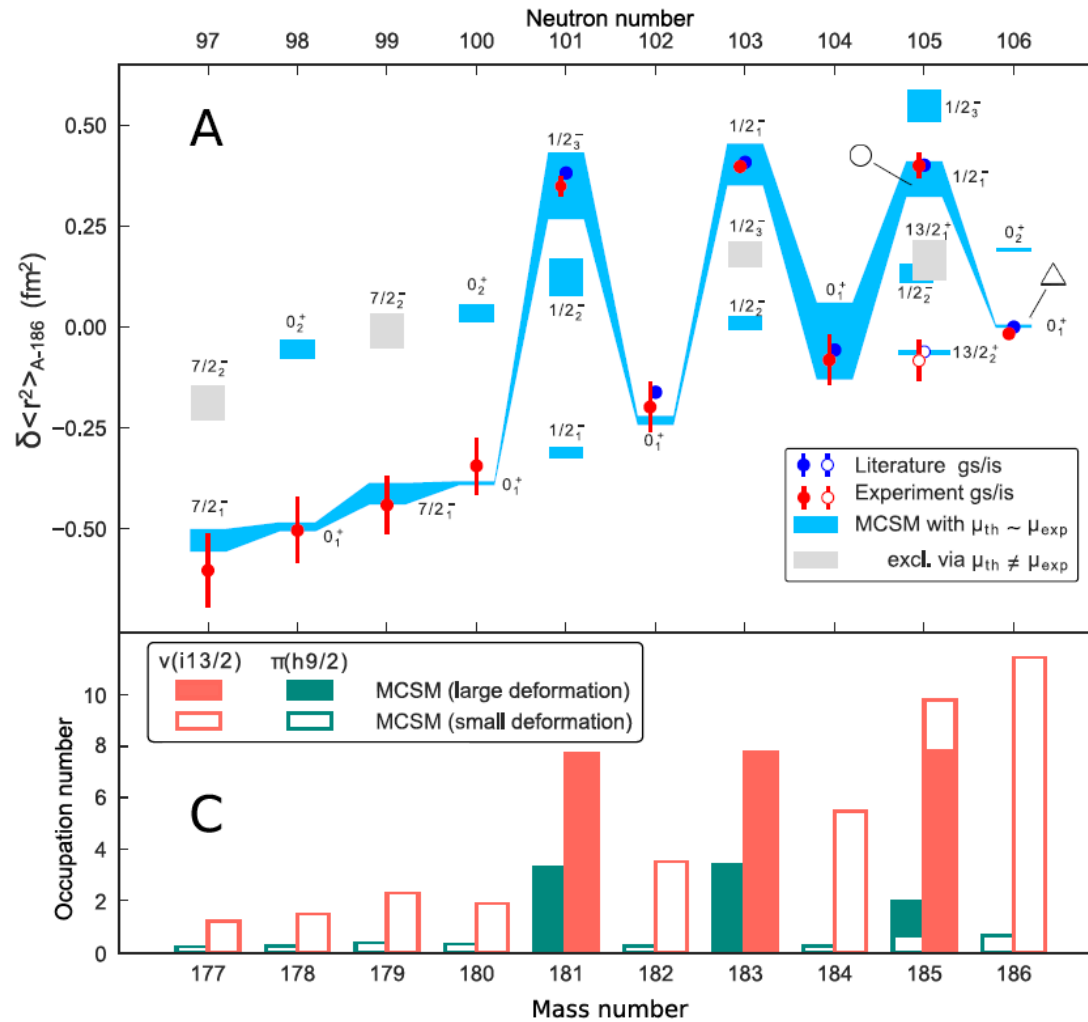 Neutron number
97 98 99 100 101 102 103 104 105 106
A
δ<r²>A-186 (fm²)
0.50
0.25
0.00
−0.25
−0.50
7/2₂⁻
7/2₁⁻
0₂⁺
0₁⁺
7/2₂⁻
7/2₁⁻
0₂⁺
0₁⁺
1/2₃⁻
1/2₂⁻
1/2₁⁻
0₁⁺
1/2₁⁻
1/2₃⁻
1/2₂⁻
0₁⁺
1/2₃⁻
1/2₁⁻
13/2₁⁺
1/2₂⁻
13/2₂⁺
0₂⁺
0₁⁺
Literature gs/is
Experiment gs/is
MCSM with μth ~ μexp
excl. via μth ≠ μexp
C
Occupation number
10
8
6
4
2
0
ν(i13/2) π(h9/2)
MCSM (large deformation)
MCSM (small deformation)
177 178 179 180 181 182 183 184 185 186
Mass number